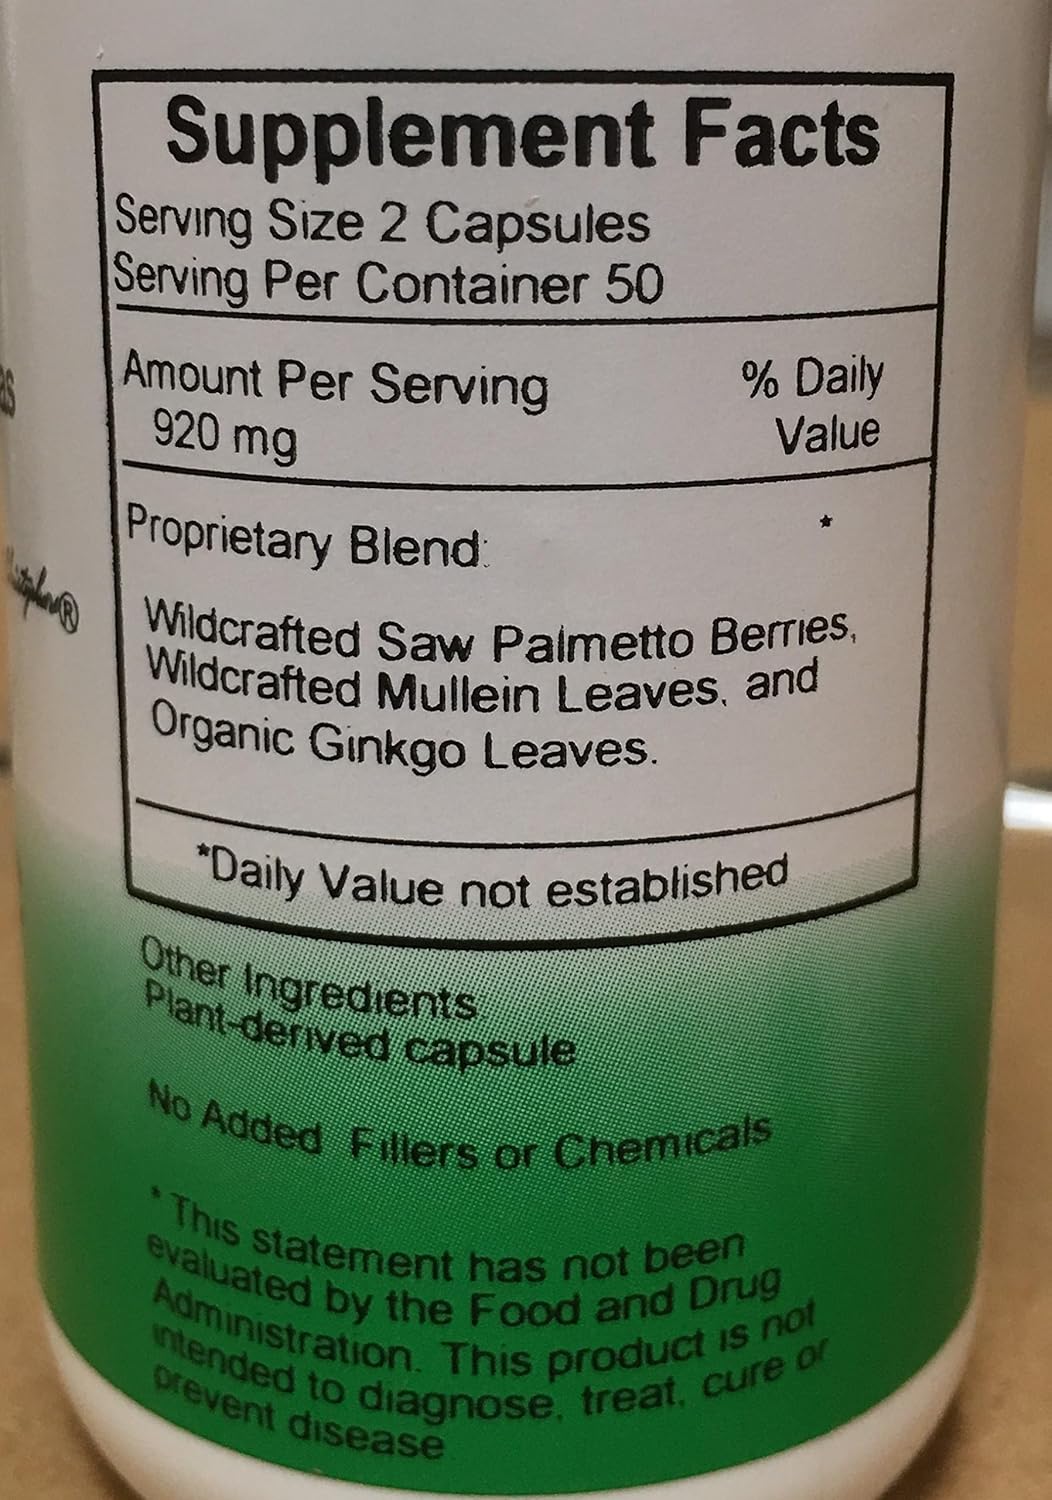 Supplement Facts
Serving Size 2 Capsules
Serving Per Container 50
Amount Per Serving
920 mg
% Daily
Value
Proprietary Blend:
*
Wildcrafted Saw Palmetto Berries,
Wildcrafted Mullein Leaves, and
Organic Ginkgo Leaves.
*Daily Value not established
Other Ingredients
Plant-derived capsule
No Added Fillers or Chemicals
* This statement has not been
evaluated by the Food and Drug
Administration. This product is not
intended to diagnose, treat, cure or
prevent disease
as
®